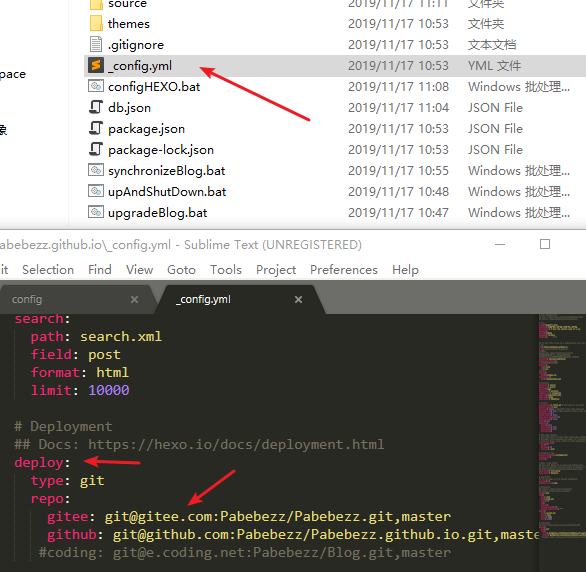 source 2019/11/17 11:11 文件夹
themes 2019/11/17 10:53 文件夹
.gitignore 2019/11/17 10:53 文本文档
_config.yml 2019/11/17 10:53 YML 文件
pace configHEXO.bat 2019/11/17 11:08 Windows 批处理...
db.json 2019/11/17 11:04 JSON File
象 package.json 2019/11/17 10:53 JSON File
package-lock.json 2019/11/17 10:53 JSON File
synchronizeBlog.bat 2019/11/17 10:55 Windows 批处理...
upAndShutDown.bat 2019/11/17 10:48 Windows 批处理...
upgradeBlog.bat 2019/11/17 10:47 Windows 批处理...
abebezz.github.io\_config.yml - Sublime Text (UNREGISTERED)
it Selection Find View Goto Tools Project Preferences Help
config × _config.yml ×
search:
path: search.xml
field: post
format: html
limit: 10000
# Deployment
## Docs: https://hexo.io/docs/deployment.html
deploy:
type: git
repo:
gitee: git@gitee.com:Pabebezz/Pabebezz.git,master
github: git@github.com:Pabebezz/Pabebezz.github.io.git,maste
#coding: git@e.coding.net:Pabebezz/Blog.git,master